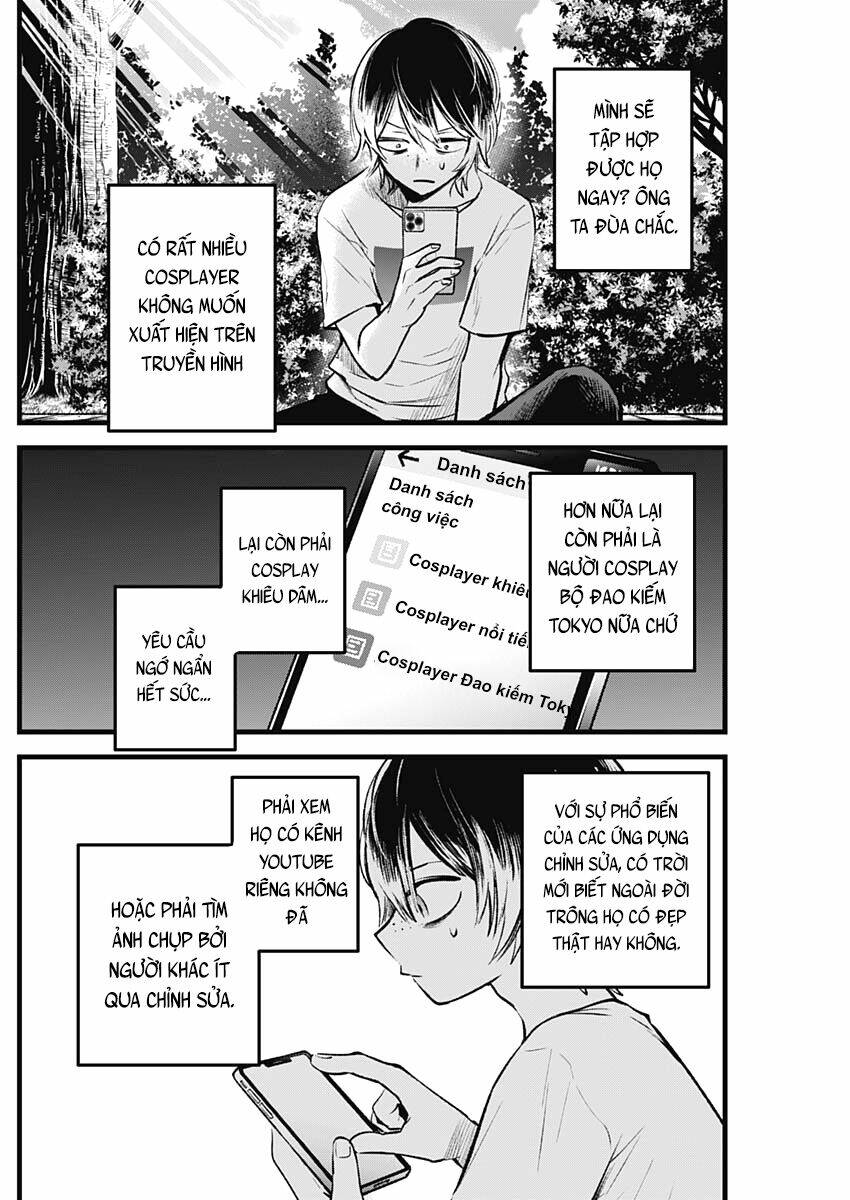 MÌNH SẼ
TẬP HỢP
ĐƯỢC HỌ
NGAY? ÔNG
TA ĐÙA CHẮC.
CÓ RẤT NHIỀU
COSPLAYER
KHÔNG MUỐN
XUẤT HIỆN TRÊN
TRUYỀN HÌNH
HƠN NỮA LẠI
CÒN PHẢI LÀ
NGƯỜI COSPLAY
BỘ ĐAO KIẾM
TOKYO NỮA CHỨ
Danh sách
Danh sách
công việc
Cosplayer khiêu
Cosplayer nổi tiế
Cosplayer Đao kiếm Toky
LẠI CÒN PHẢI
COSPLAY
KHIÊU DÂM...
YÊU CẦU
NGỚ NGẨN
HẾT SỨC...
VỚI SỰ PHỔ BIẾN
CỦA CÁC ỨNG DỤNG
CHỈNH SỬA, CÓ TRỜI
MỚI BIẾT NGOÀI ĐỜI
TRÔNG HỌ CÓ ĐẸP
THẬT HAY KHÔNG.
PHẢI XEM
HỌ CÓ KÊNH
YOUTUBE
RIÊNG KHÔNG
ĐÃ
HOẶC PHẢI TÌM
ẢNH CHỤP BỞI
NGƯỜI KHÁC ÍT
QUA CHỈNH SỬA.